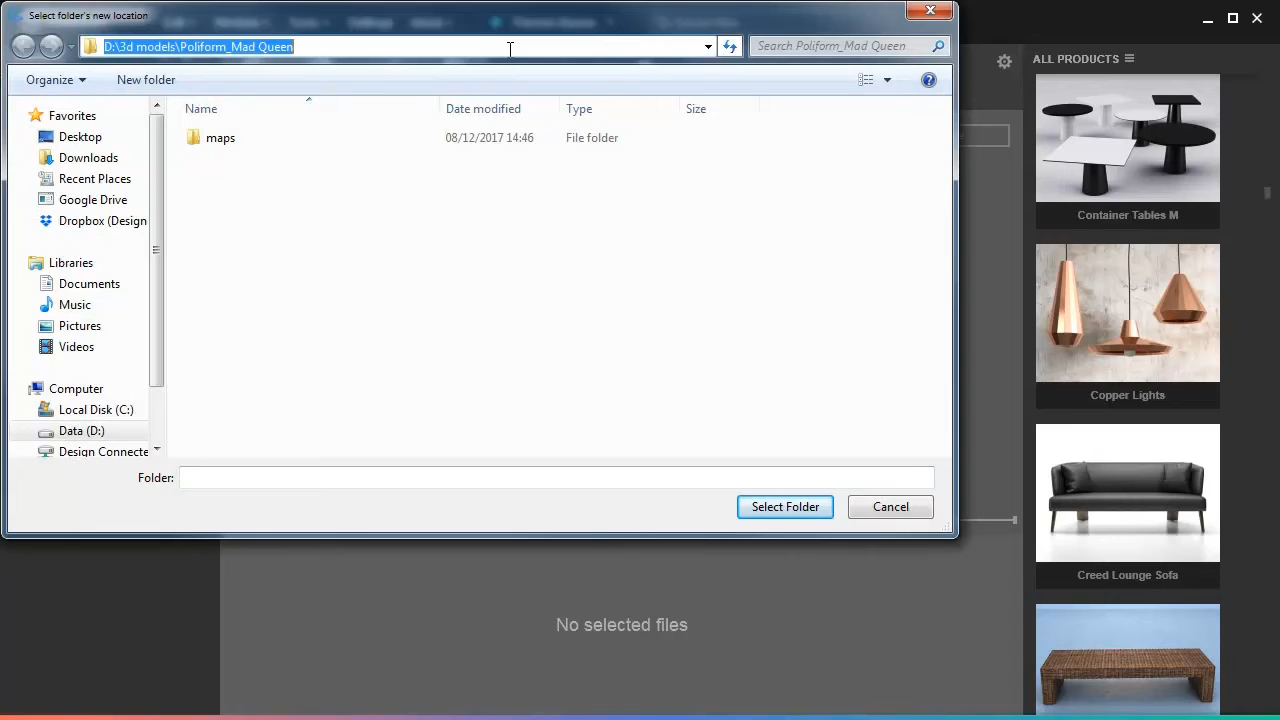 Select folder's new location
D:\3d models\Poliform_Mad Queen
Search Poliform_Mad Queen
Organize
New folder
Name
Date modified
Type
Size
maps
08/12/2017 14:46
File folder
Favorites
Desktop
Downloads
Recent Places
Google Drive
Dropbox (Design
Libraries
Documents
Music
Pictures
Videos
Computer
Local Disk (C:)
Data (D:)
Design Connecte
Folder:
Select Folder
Cancel
No selected files
ALL PRODUCTS
Container Tables M
Copper Lights
Creed Lounge Sofa